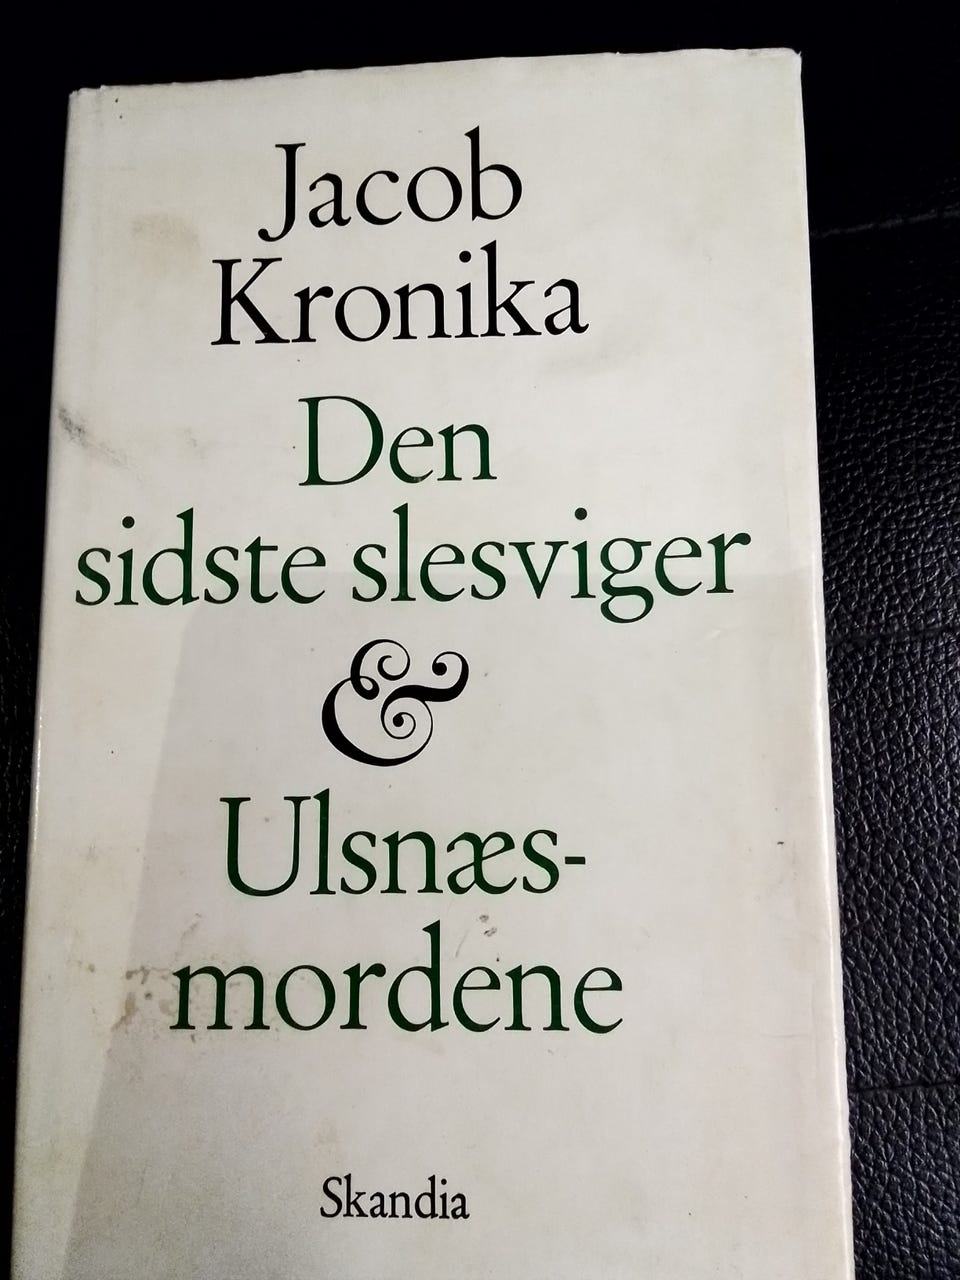 Jacob
Kronika
Den
sidste slesviger
&
Ulsnæs-
mordene
Skandia